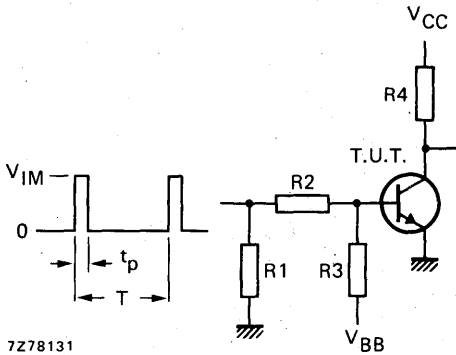 V_CC
R4
T.U.T.
V_IM
R2
0
t_p
R1
R3
T
V_BB
7Z78131